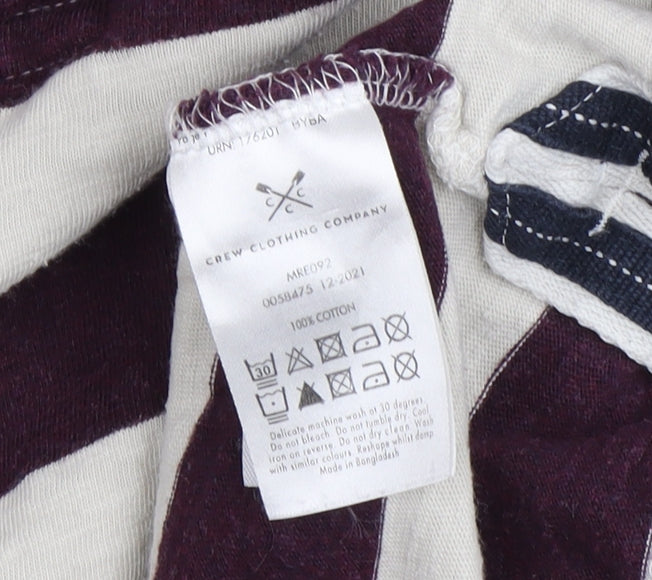 URN: 176201 BYBA
C C
C
CREW CLOTHING COMPANY
MRE092
0058475 12-2021
100% COTTON
30
Delicate machine wash at 30 degrees.
Do not bleach. Do not tumble dry. Cool
iron on reverse. Do not dry clean. Wash
with similar colours. Reshape whilst damp
Made in Bangladesh